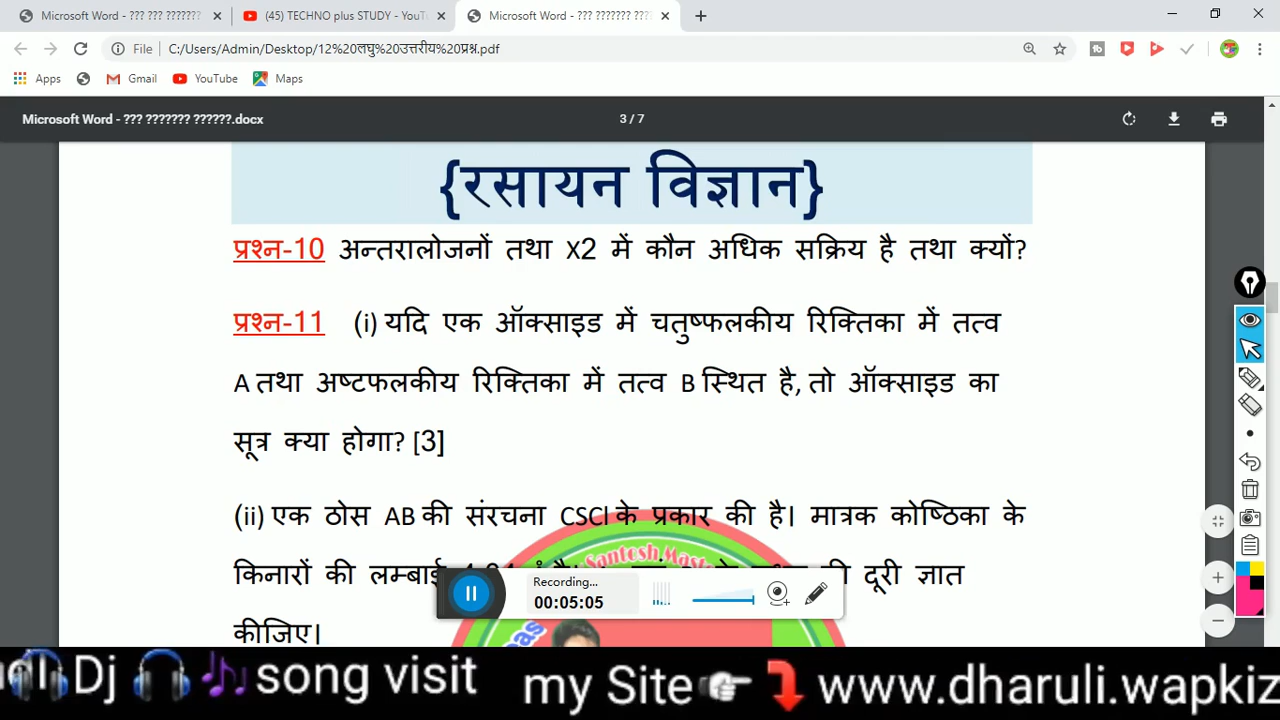 Microsoft Word - ??? ??? ???????
(45) TECHNO plus STUDY - YouT
Microsoft Word - ??? ??????? ???
File C:/Users/Admin/Desktop/12%20लघु%20उत्तरीय%20प्रश्न.pdf
Apps Gmail YouTube Maps
Microsoft Word - ??? ??????? ??????.docx 3 / 7
{रसायन विज्ञान}
प्रश्न-10 अन्तरालोजनों तथा X2 में कौन अधिक सक्रिय है तथा क्यों?
प्रश्न-11 (i) यदि एक ऑक्साइड में चतुष्फलकीय रिक्तिका में तत्व
A तथा अष्टफलकीय रिक्तिका में तत्व B स्थित है, तो ऑक्साइड का
सूत्र क्या होगा? [3]
(ii) एक ठोस AB की संरचना CSCl के प्रकार की है। मात्रक कोष्ठिका के
किनारों की लम्बाई दूरी ज्ञात
कीजिए।
Santosh Mast
Recording...
00:05:05
Dj song visit my Site www.dharuli.wapkiz